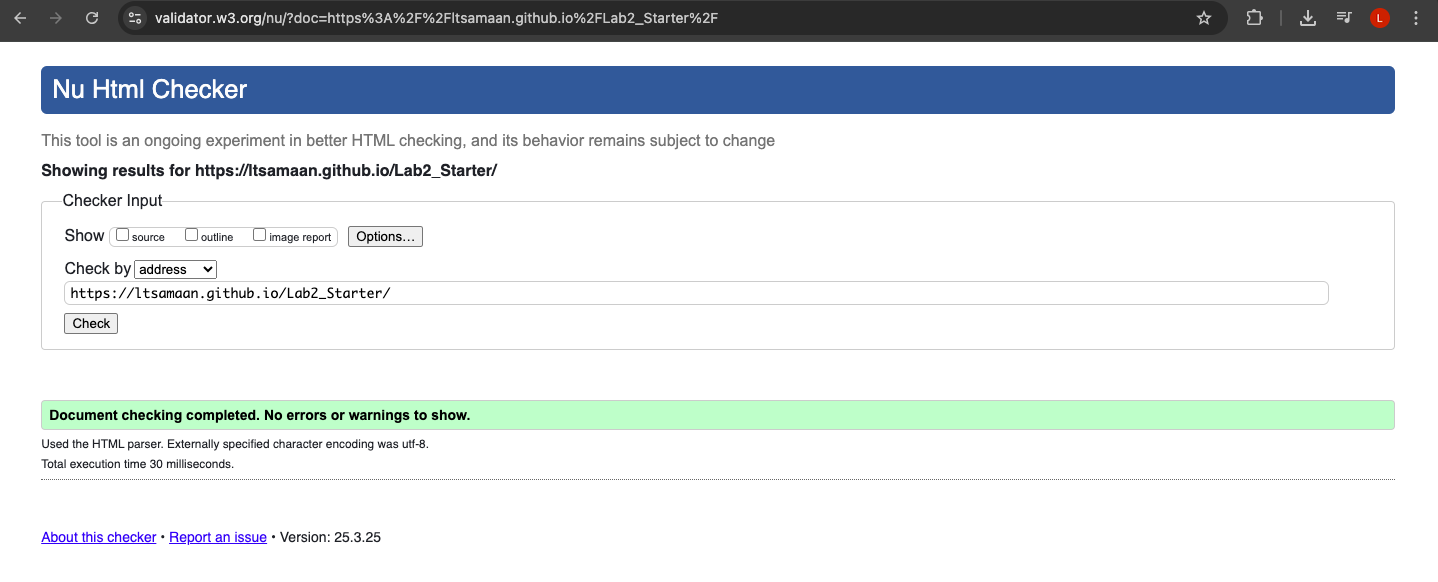 validator.w3.org/nu/?doc=https%3A%2F%2Fltsamaan.github.io%2FLab2_Starter%2F
L
Nu Html Checker
This tool is an ongoing experiment in better HTML checking, and its behavior remains subject to change
Showing results for https://ltsamaan.github.io/Lab2_Starter/
Checker Input
Show source outline image report Options...
Check by address
https://ltsamaan.github.io/Lab2_Starter/
Check
Document checking completed. No errors or warnings to show.
Used the HTML parser. Externally specified character encoding was utf-8.
Total execution time 30 milliseconds.
About this checker • Report an issue • Version: 25.3.25